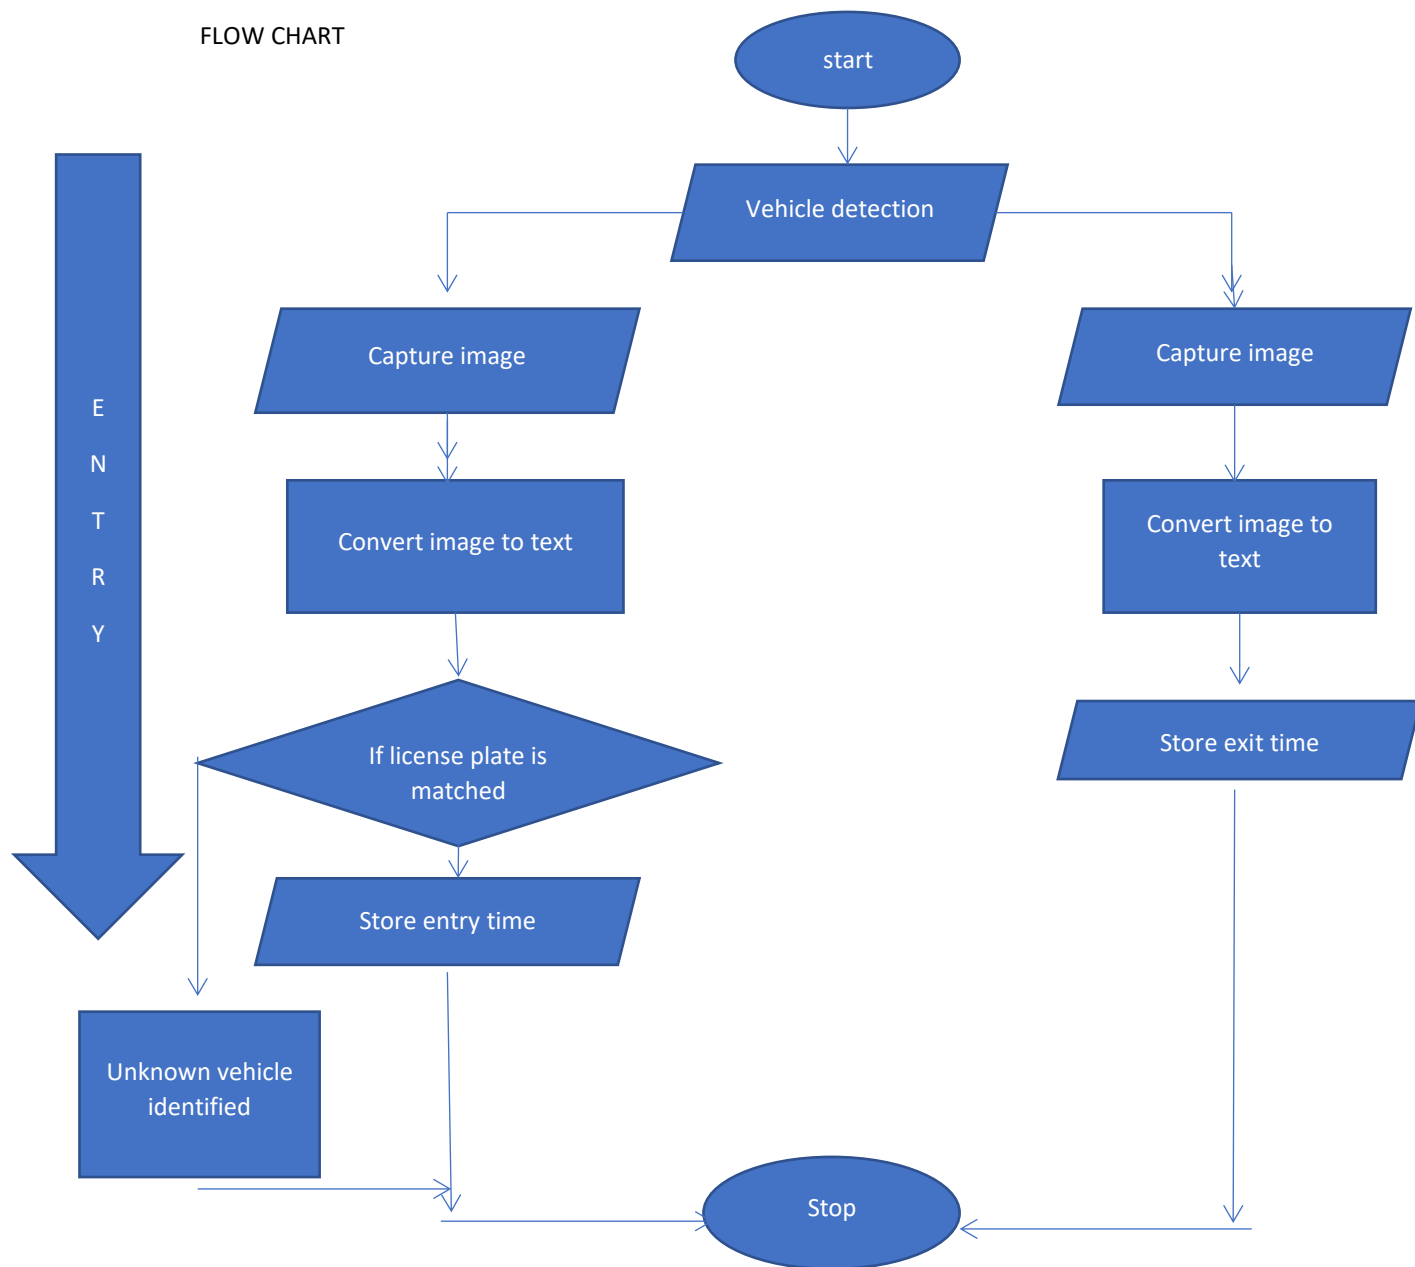 FLOW CHART
start
Vehicle detection
Capture image
Capture image
E
N
T
R
Y
Convert image to text
Convert image to
text
If license plate is
matched
Store exit time
Store entry time
Unknown vehicle
identified
Stop